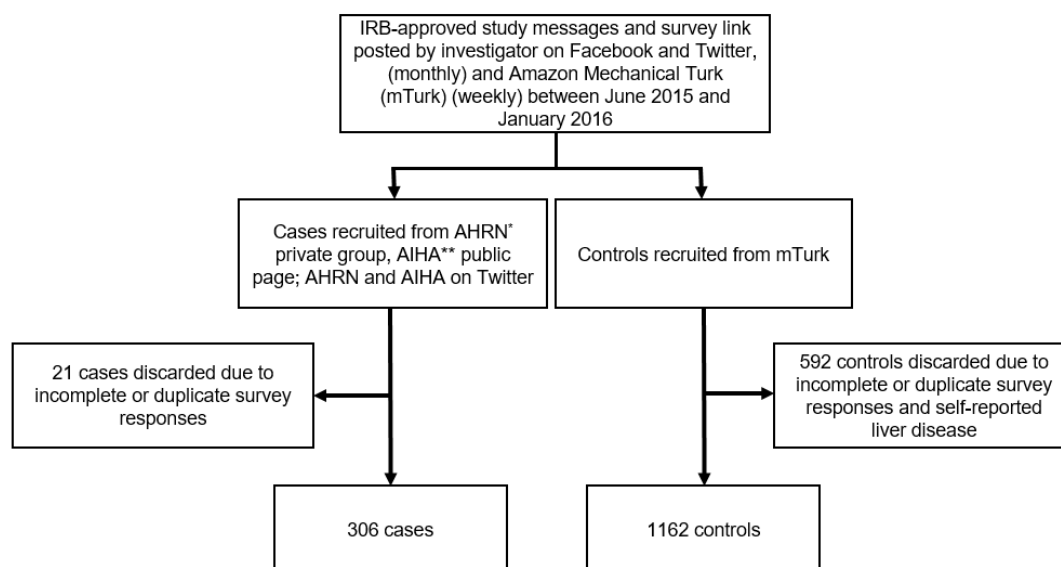 IRB-approved study messages and survey link
posted by investigator on Facebook and Twitter,
(monthly) and Amazon Mechanical Turk
(mTurk) (weekly) between June 2015 and
January 2016
Cases recruited from AHRN*
private group, AIHA** public
page; AHRN and AIHA on Twitter
Controls recruited from mTurk
21 cases discarded due to
incomplete or duplicate survey
responses
592 controls discarded due to
incomplete or duplicate survey
responses and self-reported
liver disease
306 cases
1162 controls